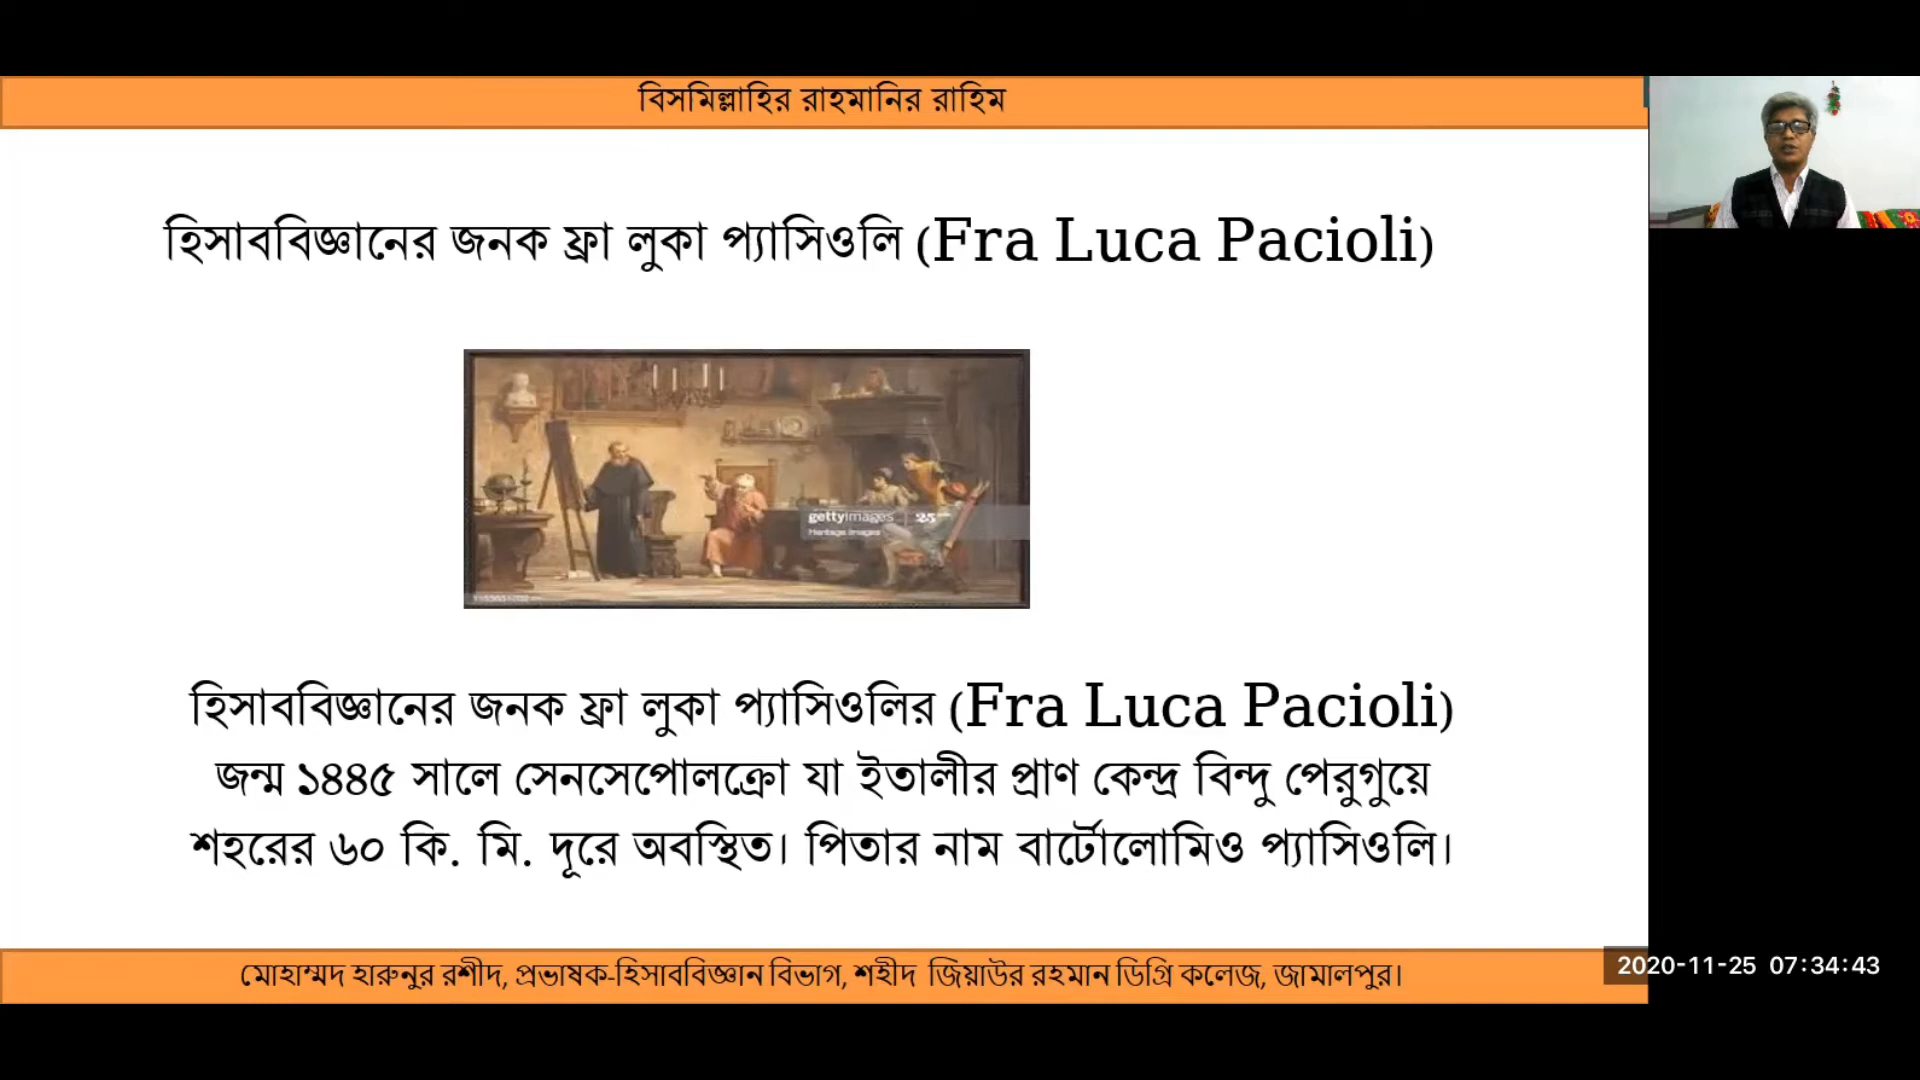 বিসমিল্লাহির রাহমানির রাহিম
হিসাববিজ্ঞানের জনক ফ্রা লুকা প্যাসিওলি (Fra Luca Pacioli)
gettyimages
Heritage Images
হিসাববিজ্ঞানের জনক ফ্রা লুকা প্যাসিওলির (Fra Luca Pacioli)
জন্ম ১৪৪৫ সালে সেনসেপোলক্রো যা ইতালীর প্রাণ কেন্দ্র বিন্দু পেরুগুয়ে
শহরের ৬০ কি. মি. দূরে অবস্থিত। পিতার নাম বার্টোলোমিও প্যাসিওলি।
মোহাম্মদ হারুনুর রশীদ, প্রভাষক-হিসাববিজ্ঞান বিভাগ, শহীদ জিয়াউর রহমান ডিগ্রি কলেজ, জামালপুর।
2020-11-25 07:34:43